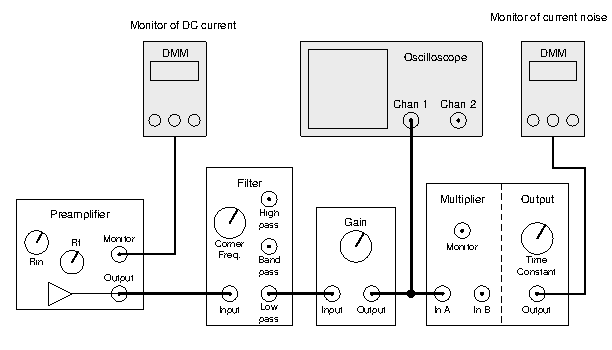 Monitor of DC current
Monitor of current noise
DMM
Oscilloscope
DMM
Chan 1
Chan 2
Filter
High
pass
Corner
Freq.
Band
pass
Input
Low
pass
Preamplifier
Rin
Rf
Monitor
Output
Gain
Input
Output
Multiplier
Monitor
In A
In B
Output
Time
Constant
Output